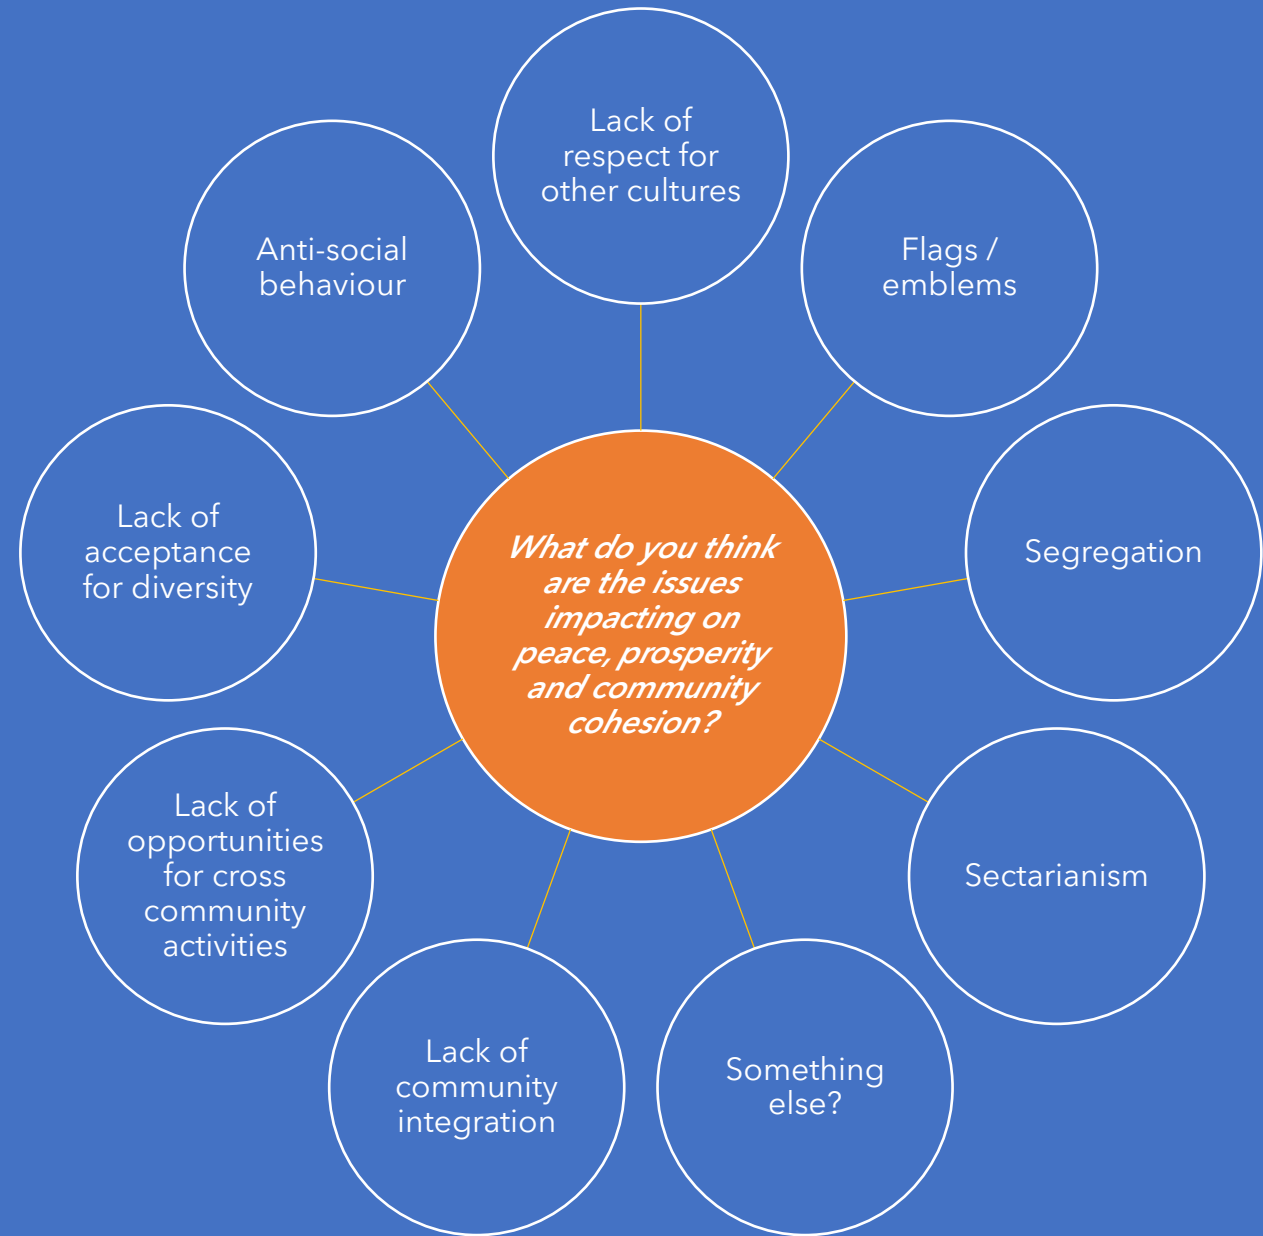 Lack of
respect for
other cultures
Flags /
emblems
Segregation
Sectarianism
Something
else?
Lack of
community
integration
Lack of
opportunities
for cross
community
activities
Lack of
acceptance
for diversity
Anti-social
behaviour
What do you think
are the issues
impacting on
peace, prosperity
and community
cohesion?